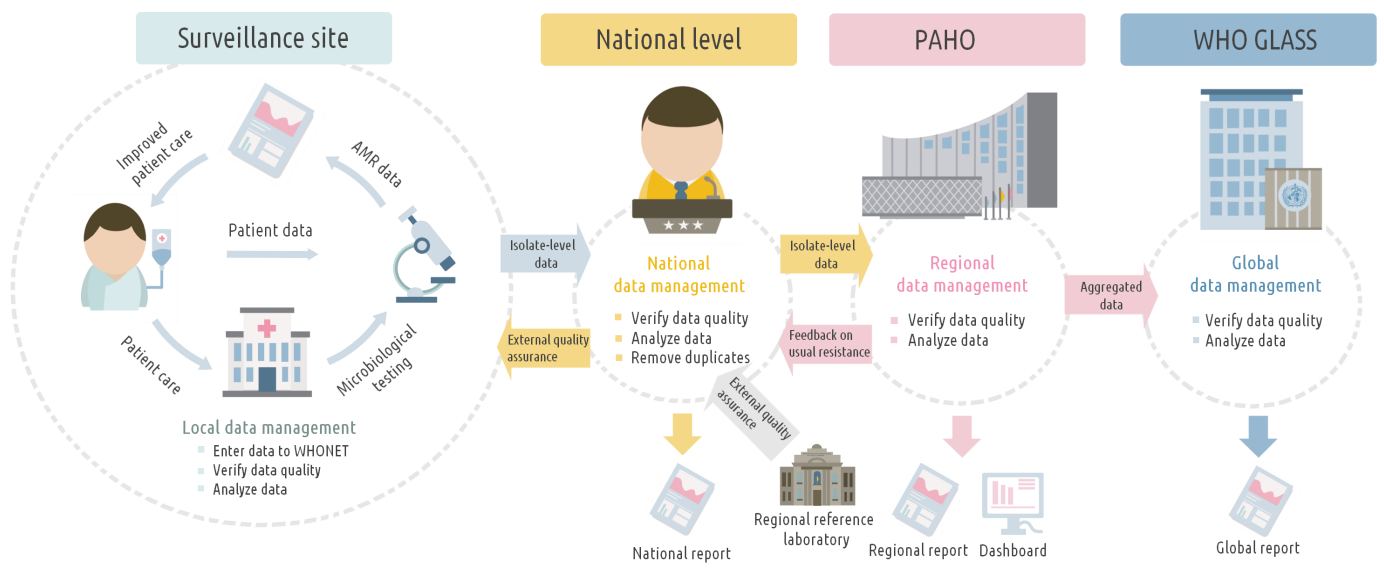 Surveillance site
National level
PAHO
WHO GLASS
Improved
patient care
AMR data
Patient data
Patient care
Microbiological
testing
Local data management
Enter data to WHONET
Verify data quality
Analyze data
Isolate-level
data
External quality
assurance
National
data management
Verify data quality
Analyze data
Remove duplicates
Isolate-level
data
Feedback on
usual resistance
External quality
assurance
Regional reference
laboratory
National report
Regional
data management
Verify data quality
Analyze data
Regional report
Dashboard
Aggregated
data
Global
data management
Verify data quality
Analyze data
Global report